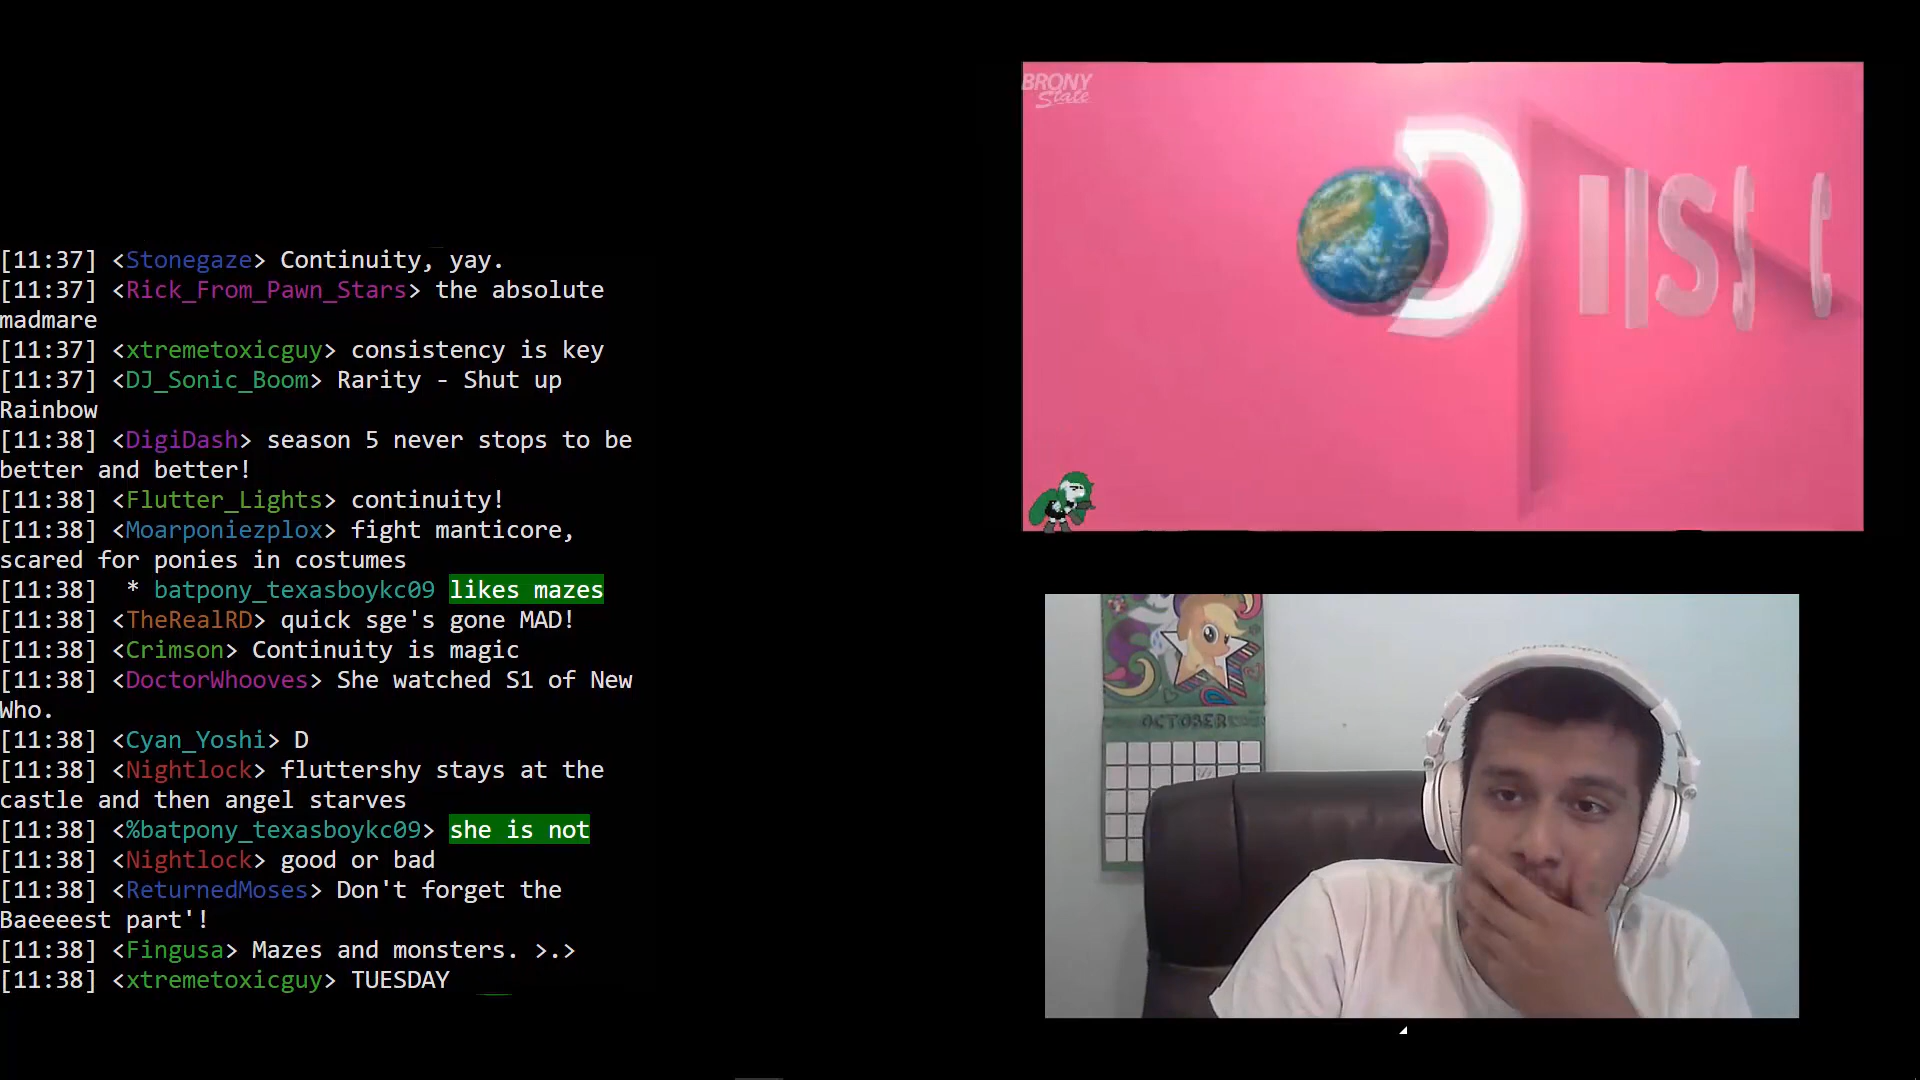 [11:37] <Stonegaze> Continuity, yay.
[11:37] <Rick_From_Pawn_Stars> the absolute
madmare
[11:37] <xtremetoxicguy> consistency is key
[11:37] <DJ_Sonic_Boom> Rarity - Shut up
Rainbow
[11:38] <DigiDash> season 5 never stops to be
better and better!
[11:38] <Flutter_Lights> continuity!
[11:38] <Moarponiezplox> fight manticore,
scared for ponies in costumes
[11:38] * batpony_texasboykc09 likes mazes
[11:38] <TheRealRD> quick sge's gone MAD!
[11:38] <Crimson> Continuity is magic
[11:38] <DoctorWhooves> She watched S1 of New
Who.
[11:38] <Cyan_Yoshi> D
[11:38] <Nightlock> fluttershy stays at the
castle and then angel starves
[11:38] <%batpony_texasboykc09> she is not
[11:38] <Nightlock> good or bad
[11:38] <ReturnedMoses> Don't forget the
Baeeeest part'!
[11:38] <Fingusa> Mazes and monsters. >.>
[11:38] <xtremetoxicguy> TUESDAY
BRONY
State
OCTOBER